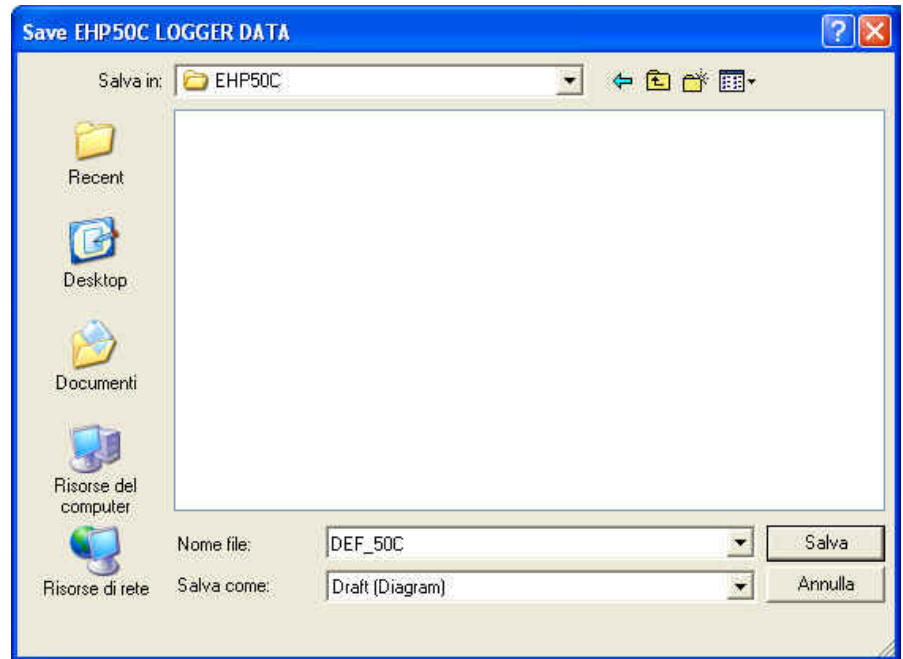 Save EHP50C LOGGER DATA
Salva in:
EHP50C
Recent
Desktop
Documenti
Risorse del
computer
Risorse di rete
Nome file:
DEF_50C
Salva
Salva come:
Draft (Diagram)
Annulla